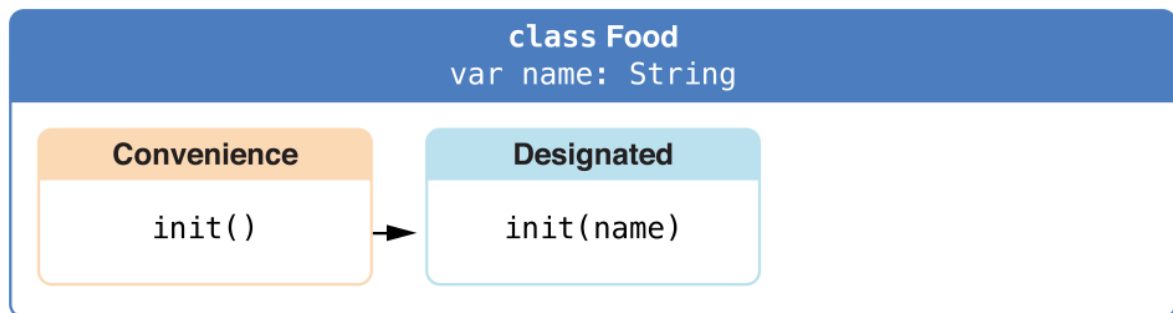 class Food
var name: String
Convenience
Designated
init()
init(name)